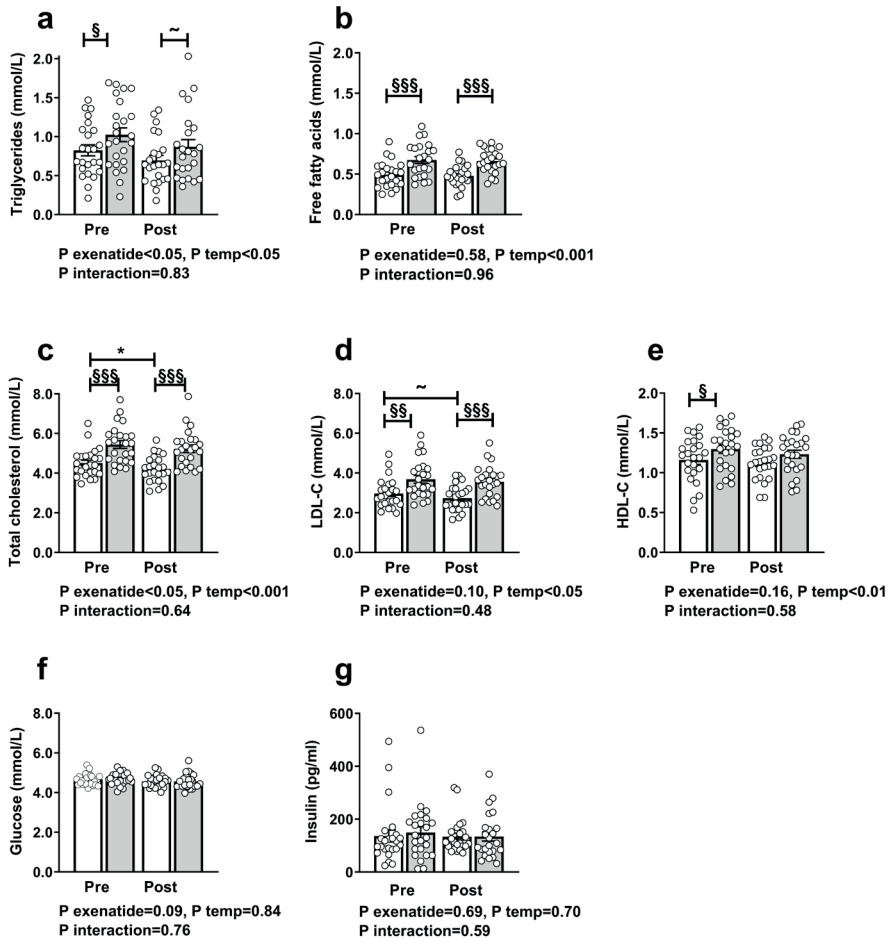 a
§
~
Triglycerides (mmol/L)
2.0
1.5
1.0
0.5
0.0
Pre
Post
P exenatide<0.05, P temp<0.05
P interaction=0.83
b
§§§
§§§
Free fatty acids (mmol/L)
2.0
1.5
1.0
0.5
0.0
Pre
Post
P exenatide=0.58, P temp<0.001
P interaction=0.96
c
*
§§§
§§§
Total cholesterol (mmol/L)
8.0
6.0
4.0
2.0
0.0
Pre
Post
P exenatide<0.05, P temp<0.001
P interaction=0.64
d
~
§§
§§§
LDL-C (mmol/L)
8.0
6.0
4.0
2.0
0.0
Pre
Post
P exenatide=0.10, P temp<0.05
P interaction=0.48
e
§
HDL-C (mmol/L)
2.0
1.5
1.0
0.5
0.0
Pre
Post
P exenatide=0.16, P temp<0.01
P interaction=0.58
f
Glucose (mmol/L)
8.0
6.0
4.0
2.0
0.0
Pre
Post
P exenatide=0.09, P temp=0.84
P interaction=0.76
g
Insulin (pg/ml)
600
400
200
0
Pre
Post
P exenatide=0.69, P temp=0.70
P interaction=0.59